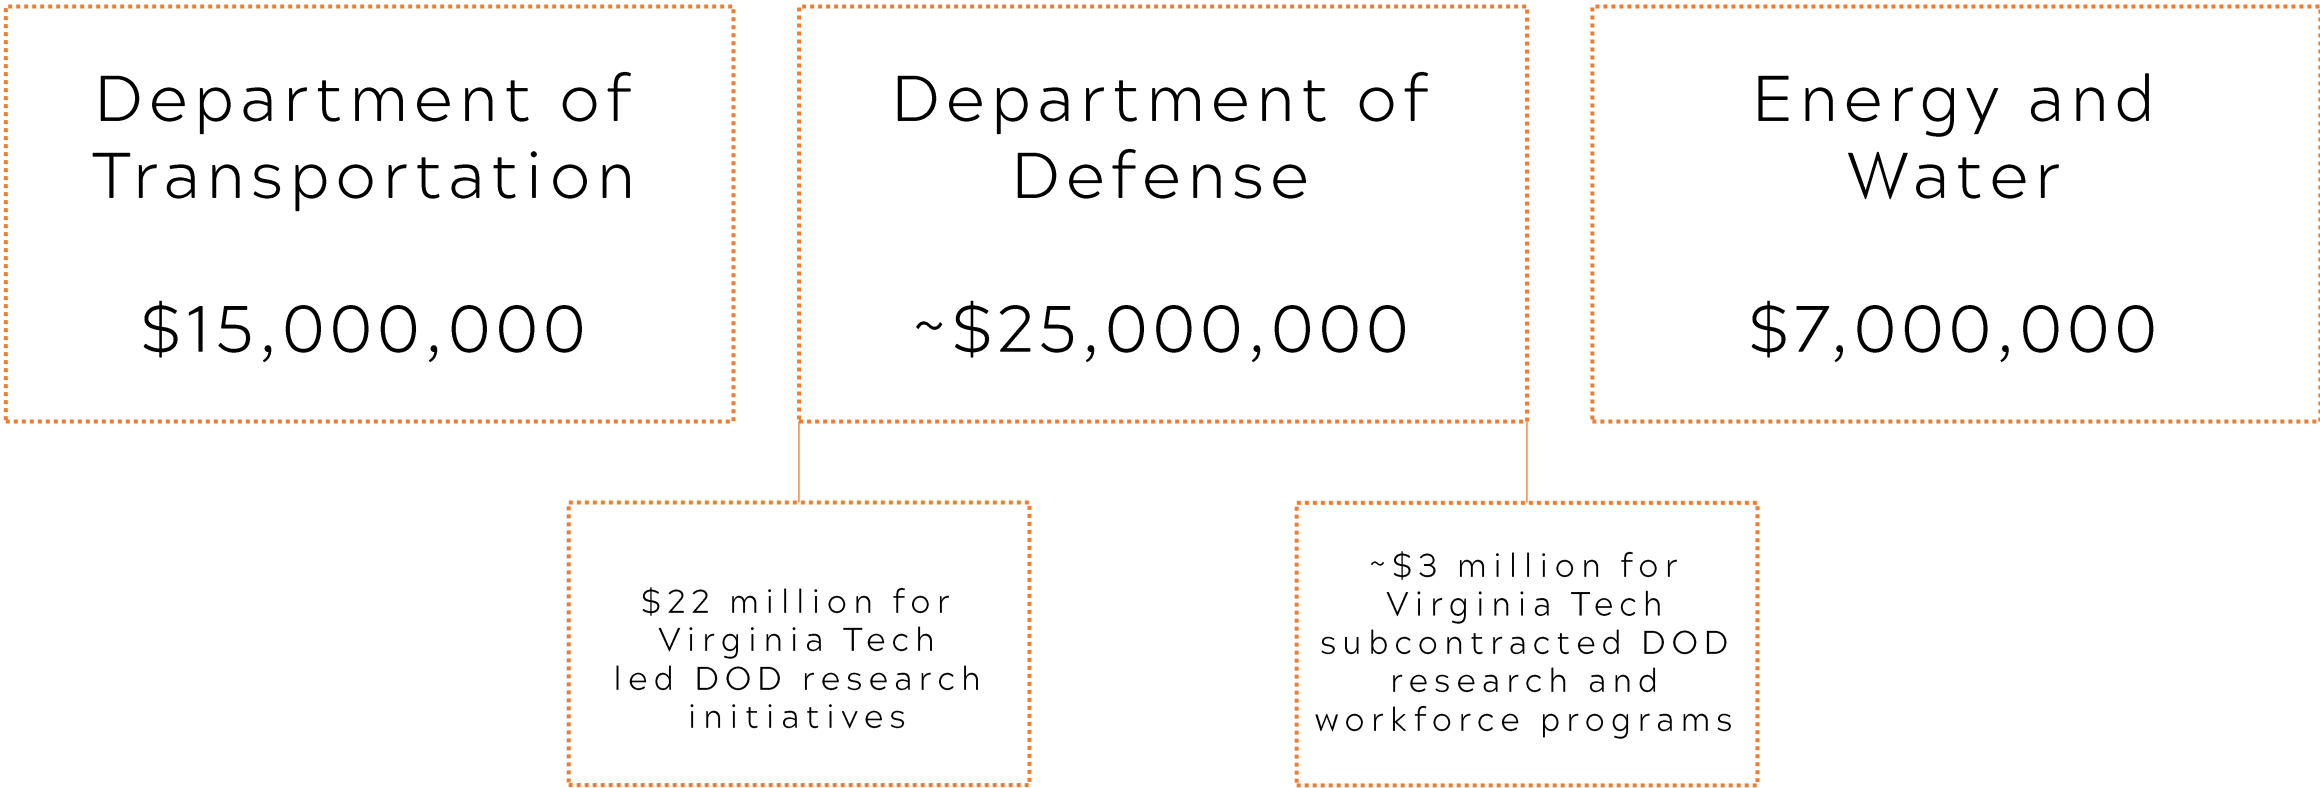 Department of
Transportation
$15,000,000
Department of
Defense
~$25,000,000
Energy and
Water
$7,000,000
$22 million for
Virginia Tech
led DOD research
initiatives
~$3 million for
Virginia Tech
subcontracted DOD
research and
workforce programs